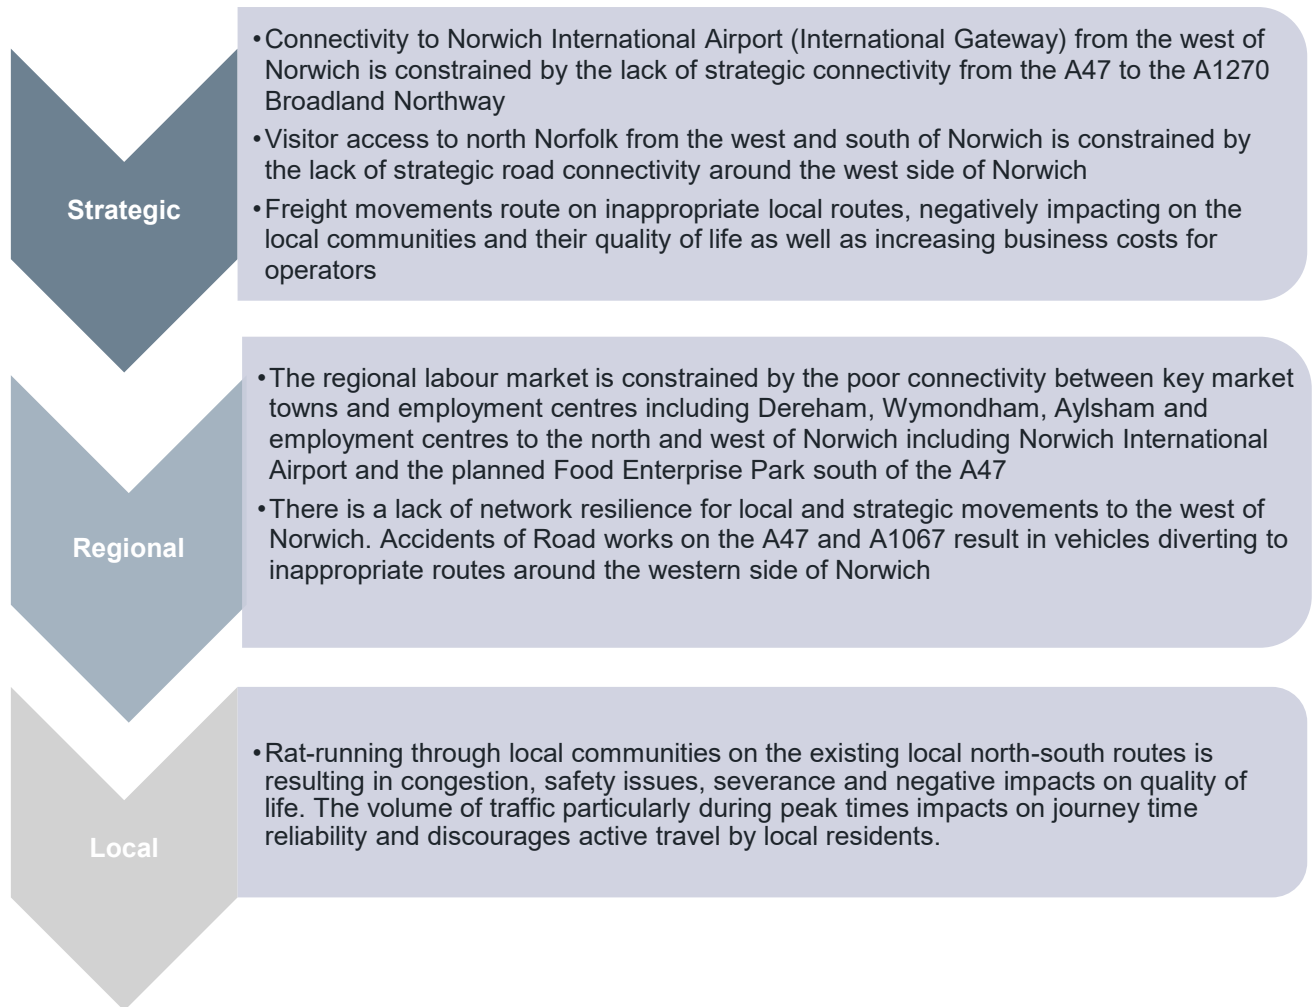 Strategic
•Connectivity to Norwich International Airport (International Gateway) from the west of
Norwich is constrained by the lack of strategic connectivity from the A47 to the A1270
Broadland Northway
•Visitor access to north Norfolk from the west and south of Norwich is constrained by
the lack of strategic road connectivity around the west side of Norwich
•Freight movements route on inappropriate local routes, negatively impacting on the
local communities and their quality of life as well as increasing business costs for
operators
Regional
•The regional labour market is constrained by the poor connectivity between key market
towns and employment centres including Dereham, Wymondham, Aylsham and
employment centres to the north and west of Norwich including Norwich International
Airport and the planned Food Enterprise Park south of the A47
•There is a lack of network resilience for local and strategic movements to the west of
Norwich. Accidents of Road works on the A47 and A1067 result in vehicles diverting to
inappropriate routes around the western side of Norwich
Local
•Rat-running through local communities on the existing local north-south routes is
resulting in congestion, safety issues, severance and negative impacts on quality of
life. The volume of traffic particularly during peak times impacts on journey time
reliability and discourages active travel by local residents.